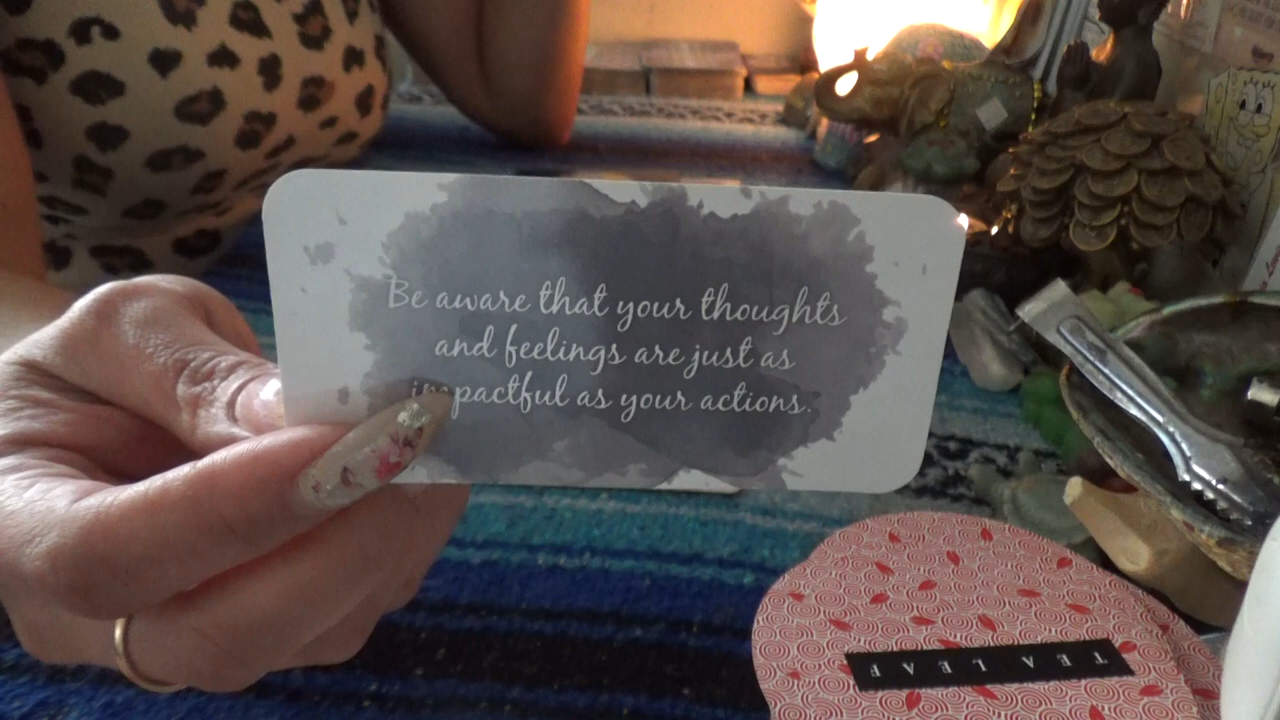 Be aware that your thoughts
and feelings are just as
impactful as your actions.
TEA LEAF